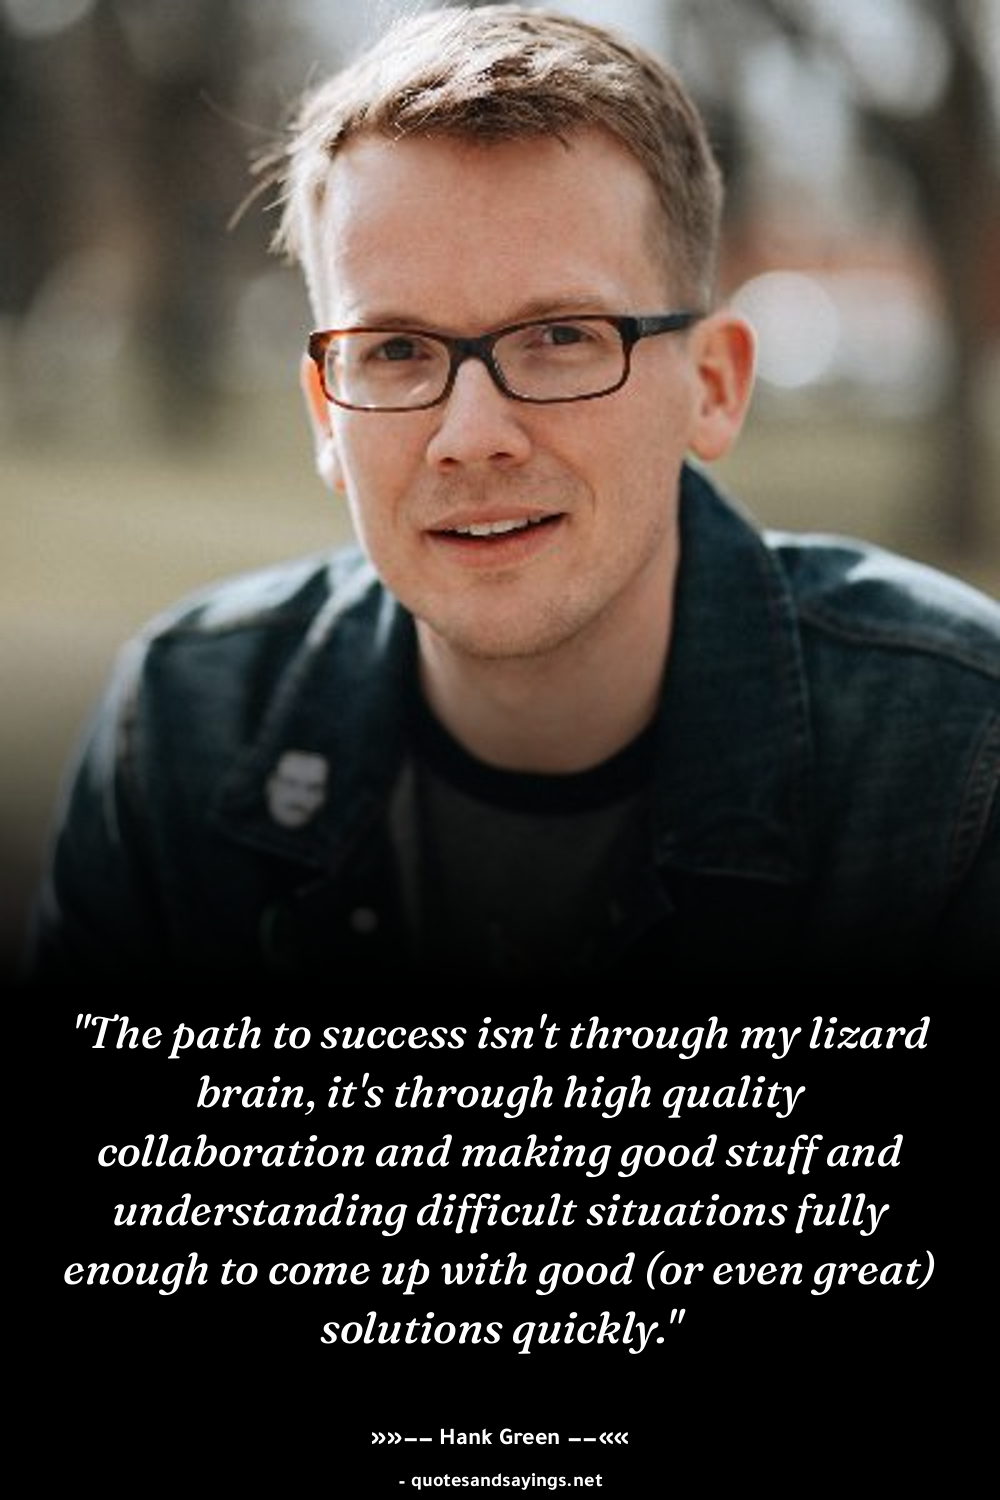 "The path to success isn't through my lizard
brain, it's through high quality
collaboration and making good stuff and
understanding difficult situations fully
enough to come up with good (or even great)
solutions quickly."
»»−− Hank Green −−««
- quotesandsayings.net